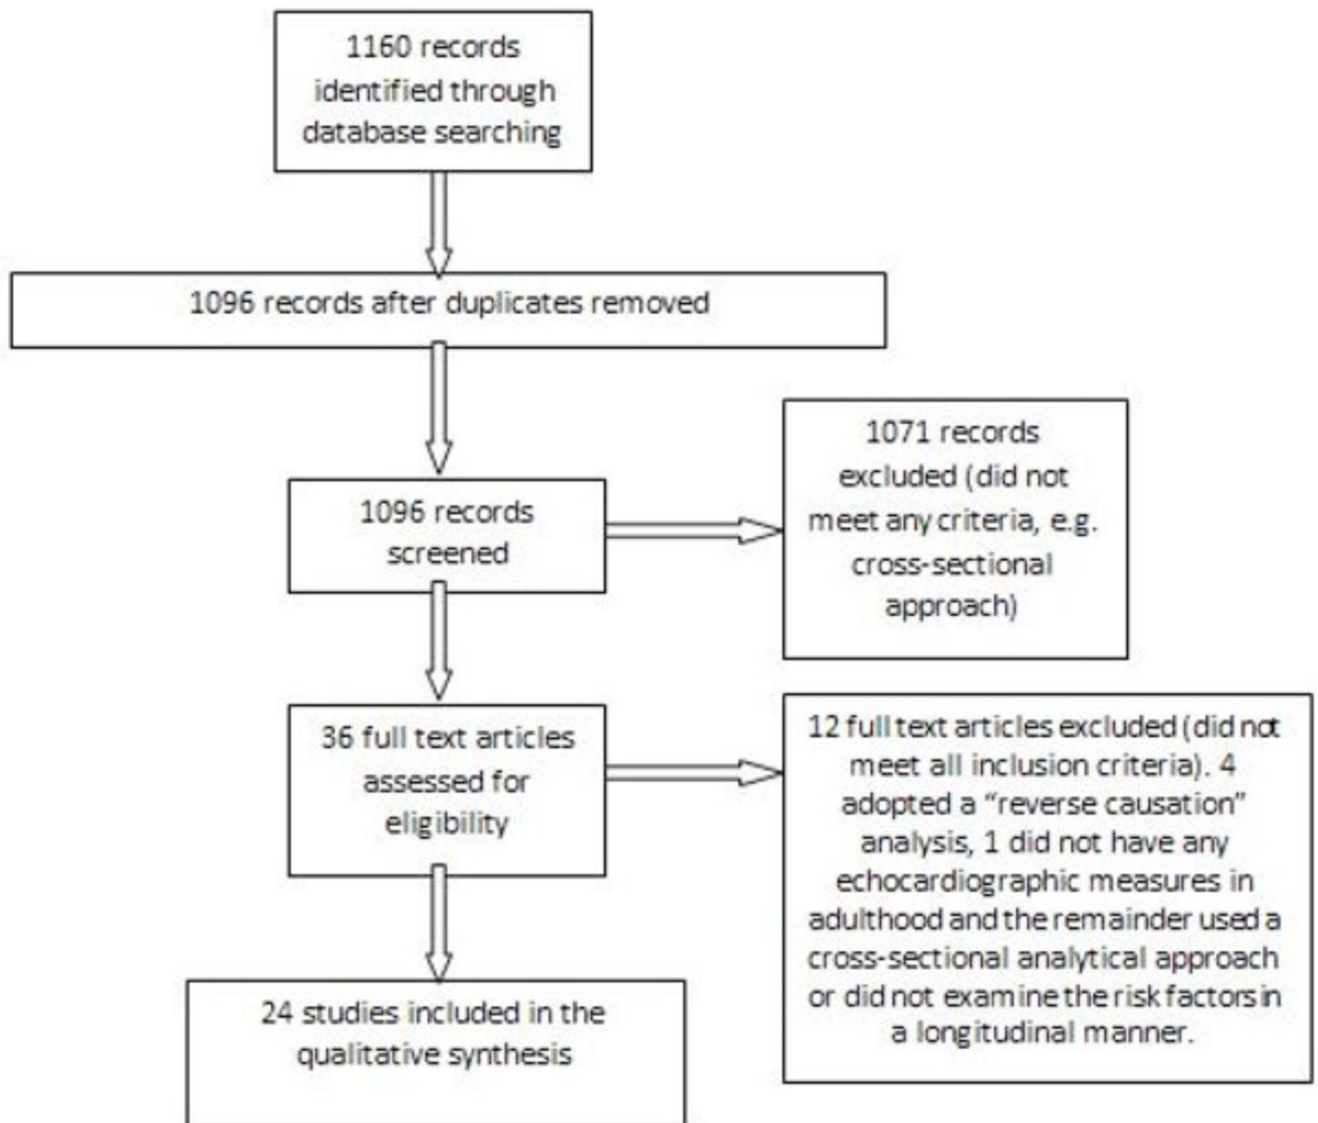 1160 records
identified through
database searching
1096 records after duplicates removed
1096 records
screened
1071 records
excluded (did not
meet any criteria, e.g.
cross-sectional
approach)
36 full text articles
assessed for
eligibility
12 full text articles excluded (did not
meet all inclusion criteria). 4
adopted a “reverse causation”
analysis, 1 did not have any
echocardiographic measures in
adulthood and the remainder used a
cross-sectional analytical approach
or did not examine the risk factors in
a longitudinal manner.
24 studies included in the
qualitative synthesis